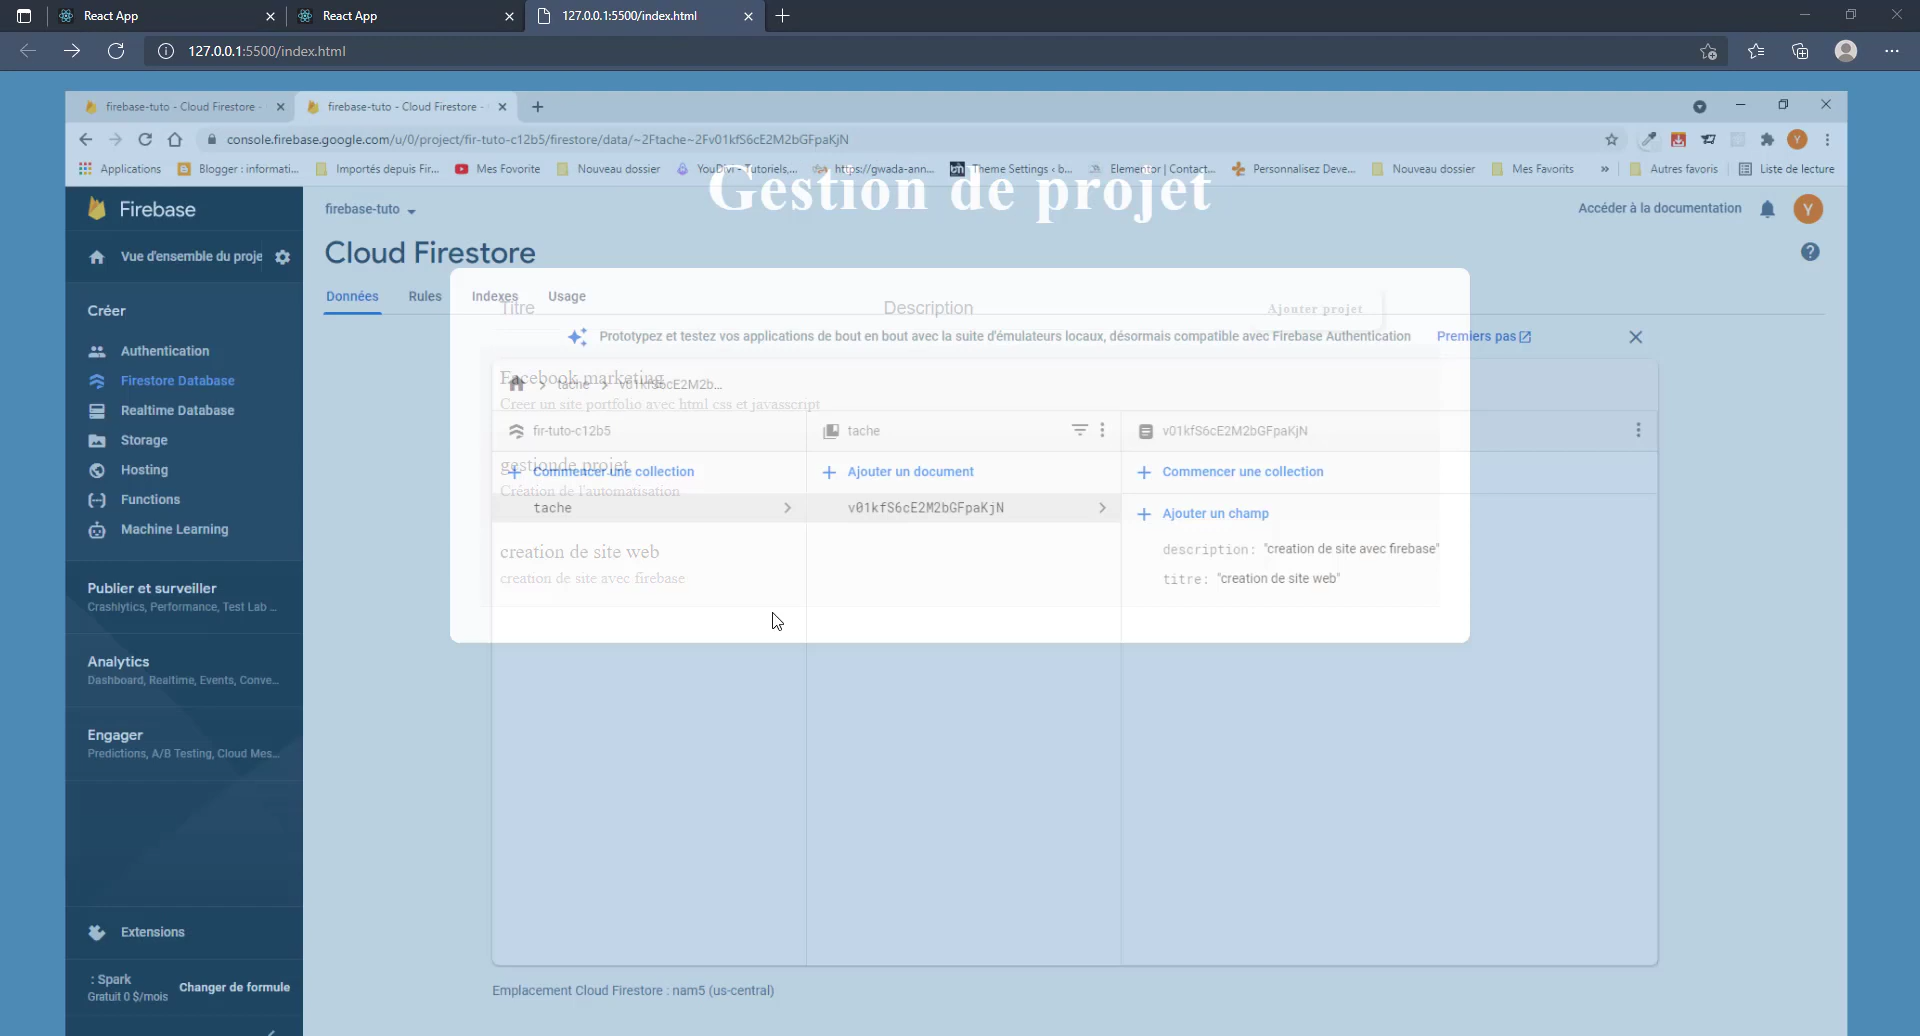 React App
React App
127.0.0.1:5500/index.html
127.0.0.1:5500/index.html
firebase-tuto - Cloud Firestore -
firebase-tuto - Cloud Firestore -
console.firebase.google.com/u/0/project/fir-tuto-c12b5/firestore/data/~2Ftache~2Fv01kfS6cE2M2bGFpaKjN
Applications
Blogger : informati...
Importés depuis Fir...
Mes Favorite
Nouveau dossier
YouDivi - Tutoriels,...
https://gwada-ann...
Theme Settings ‹ b...
Elementor | Contact...
Personnalisez Deve...
Nouveau dossier
Mes Favorits
»
Autres favoris
Liste de lecture
Gestion de projet
Firebase
firebase-tuto
Accéder à la documentation
Y
Vue d'ensemble du proje
Cloud Firestore
Données
Rules
Indexes
Usage
Titre
Description
Ajouter projet
Prototypez et testez vos applications de bout en bout avec la suite d'émulateurs locaux, désormais compatible avec Firebase Authentication
Premiers pas
Créer
Authentication
Firestore Database
Realtime Database
Storage
Hosting
Functions
Machine Learning
Facebook marketing
tache
v01kfS6cE2M2b...
Creer un site portfolio avec html css et javasscript
fir-tuto-c12b5
tache
v01kfS6cE2M2bGFpaKjN
gestionde projet
Commencer une collection
Ajouter un document
Commencer une collection
Création de l'automatisation
tache
v01kfS6cE2M2bGFpaKjN
Ajouter un champ
creation de site web
creation de site avec firebase
description: "creation de site avec firebase"
titre: "creation de site web"
Publier et surveiller
Crashlytics, Performance, Test Lab ...
Analytics
Dashboard, Realtime, Events, Conve...
Engager
Predictions, A/B Testing, Cloud Mes...
Extensions
: Spark
Gratuit 0 $/mois
Changer de formule
Emplacement Cloud Firestore : nam5 (us-central)